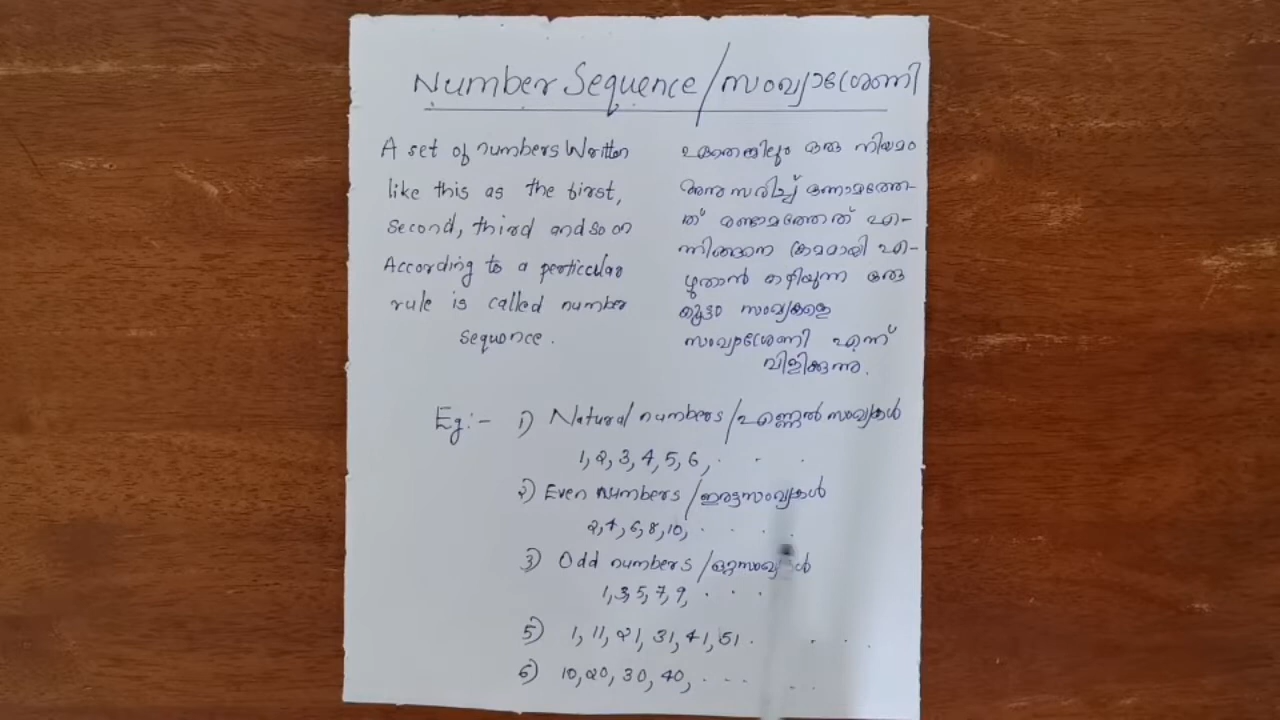 Number Sequence/സംഖ്യാശ്രേണി
A set of numbers Written
like this as the first,
second, third and so on
According to a perticular
rule is called number
sequence.
ഏതെങ്കിലും ഒരു നിയമം
അനുസരിച്ച് ഒന്നാമത്തേ-
ത് രണ്ടാമത്തേത് എ-
ന്നിങ്ങനെ ക്രമമായി എ-
ഴുതാൻ കഴിയുന്ന ഒരു
കൂട്ടം സംഖ്യകളെ
സംഖ്യാശ്രേണി എന്ന്
വിളിക്കുന്നു.
Eg:- 1) Natural numbers/എണ്ണൽ സംഖ്യകൾ
1, 2, 3, 4, 5, 6, . . .
2) Even numbers/ഇരട്ടസംഖ്യകൾ
2, 4, 6, 8, 10, . . . .
3) Odd numbers/ഒറ്റസംഖ്യകൾ
1, 3, 5, 7, 9, . . .
5) 1, 11, 21, 31, 41, 51 . . . .
6) 10, 20, 30, 40, . . . . .